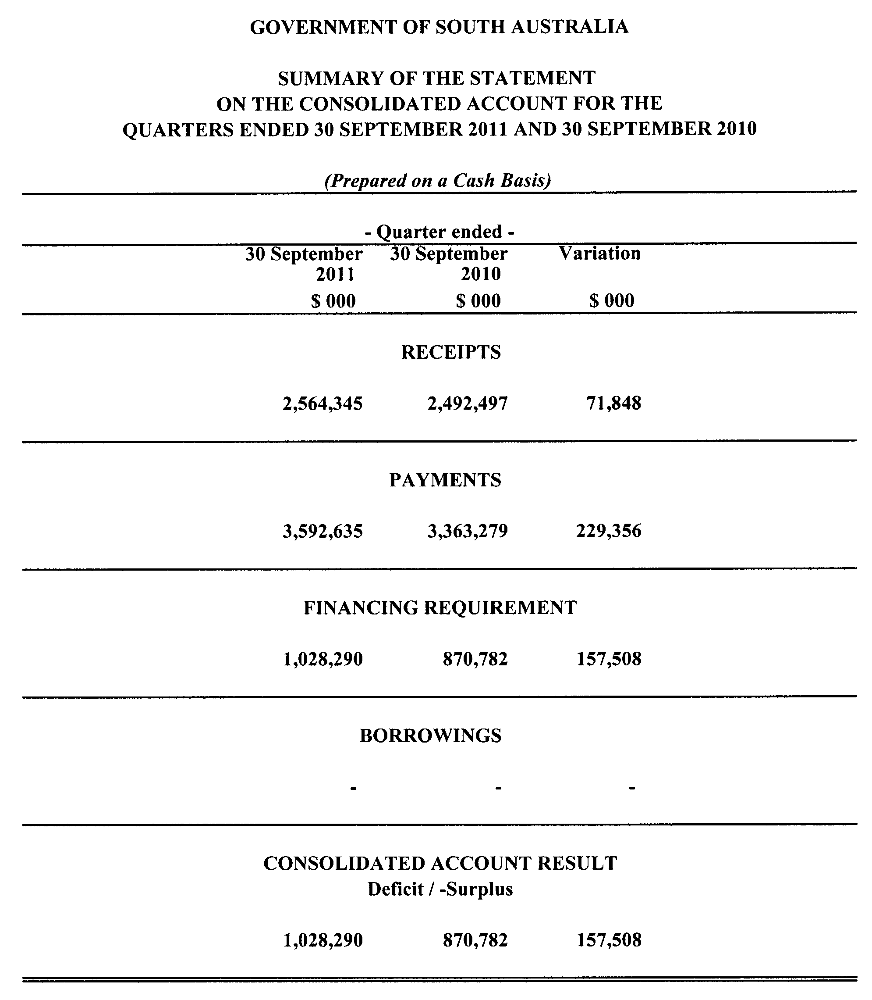 GOVERNMENT OF SOUTH AUSTRALIA
SUMMARY OF THE STATEMENT
ON THE CONSOLIDATED ACCOUNT FOR THE
QUARTERS ENDED 30 SEPTEMBER 2011 AND 30 SEPTEMBER 2010
(Prepared on a Cash Basis)
- Quarter ended -
30 September 30 September Variation
2011 2010
$ 000 $ 000 $ 000
RECEIPTS
2,564,345 2,492,497 71,848
PAYMENTS
3,592,635 3,363,279 229,356
FINANCING REQUIREMENT
1,028,290 870,782 157,508
BORROWINGS
- - -
CONSOLIDATED ACCOUNT RESULT
Deficit / -Surplus
1,028,290 870,782 157,508